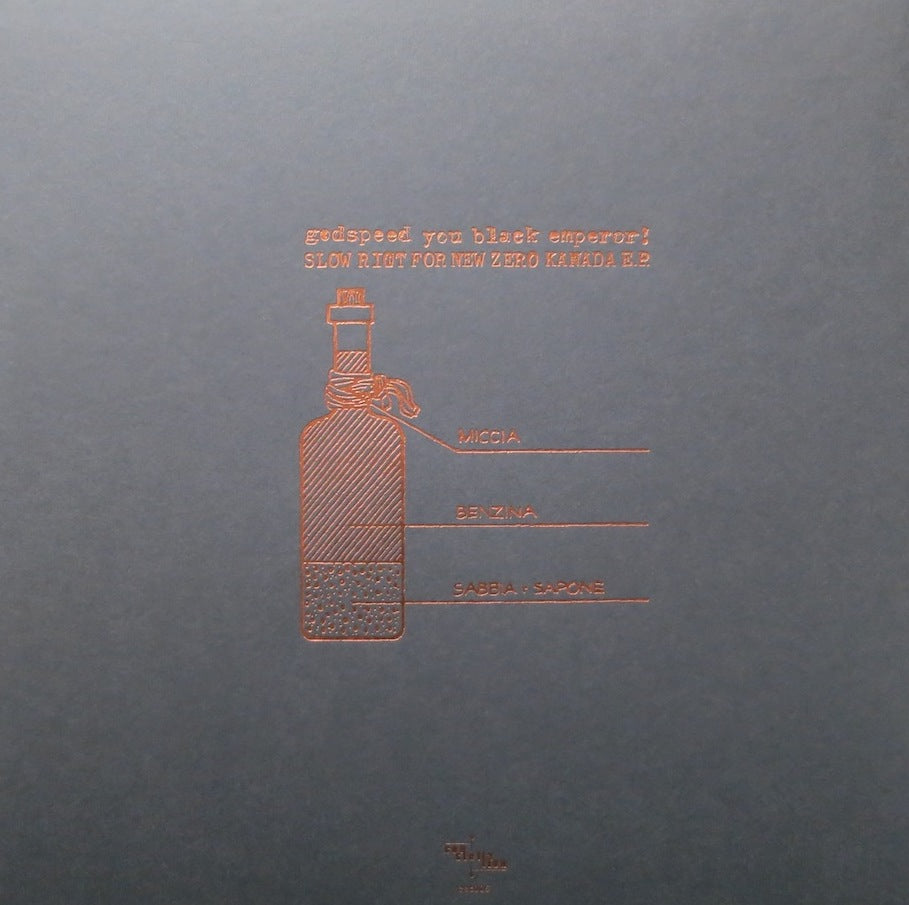 godspeed you black emperor!
SLOW RIOT FOR NEW ZERO KANADA E.P.
MICCIA
BENZINA
SABBIA + SAPONE